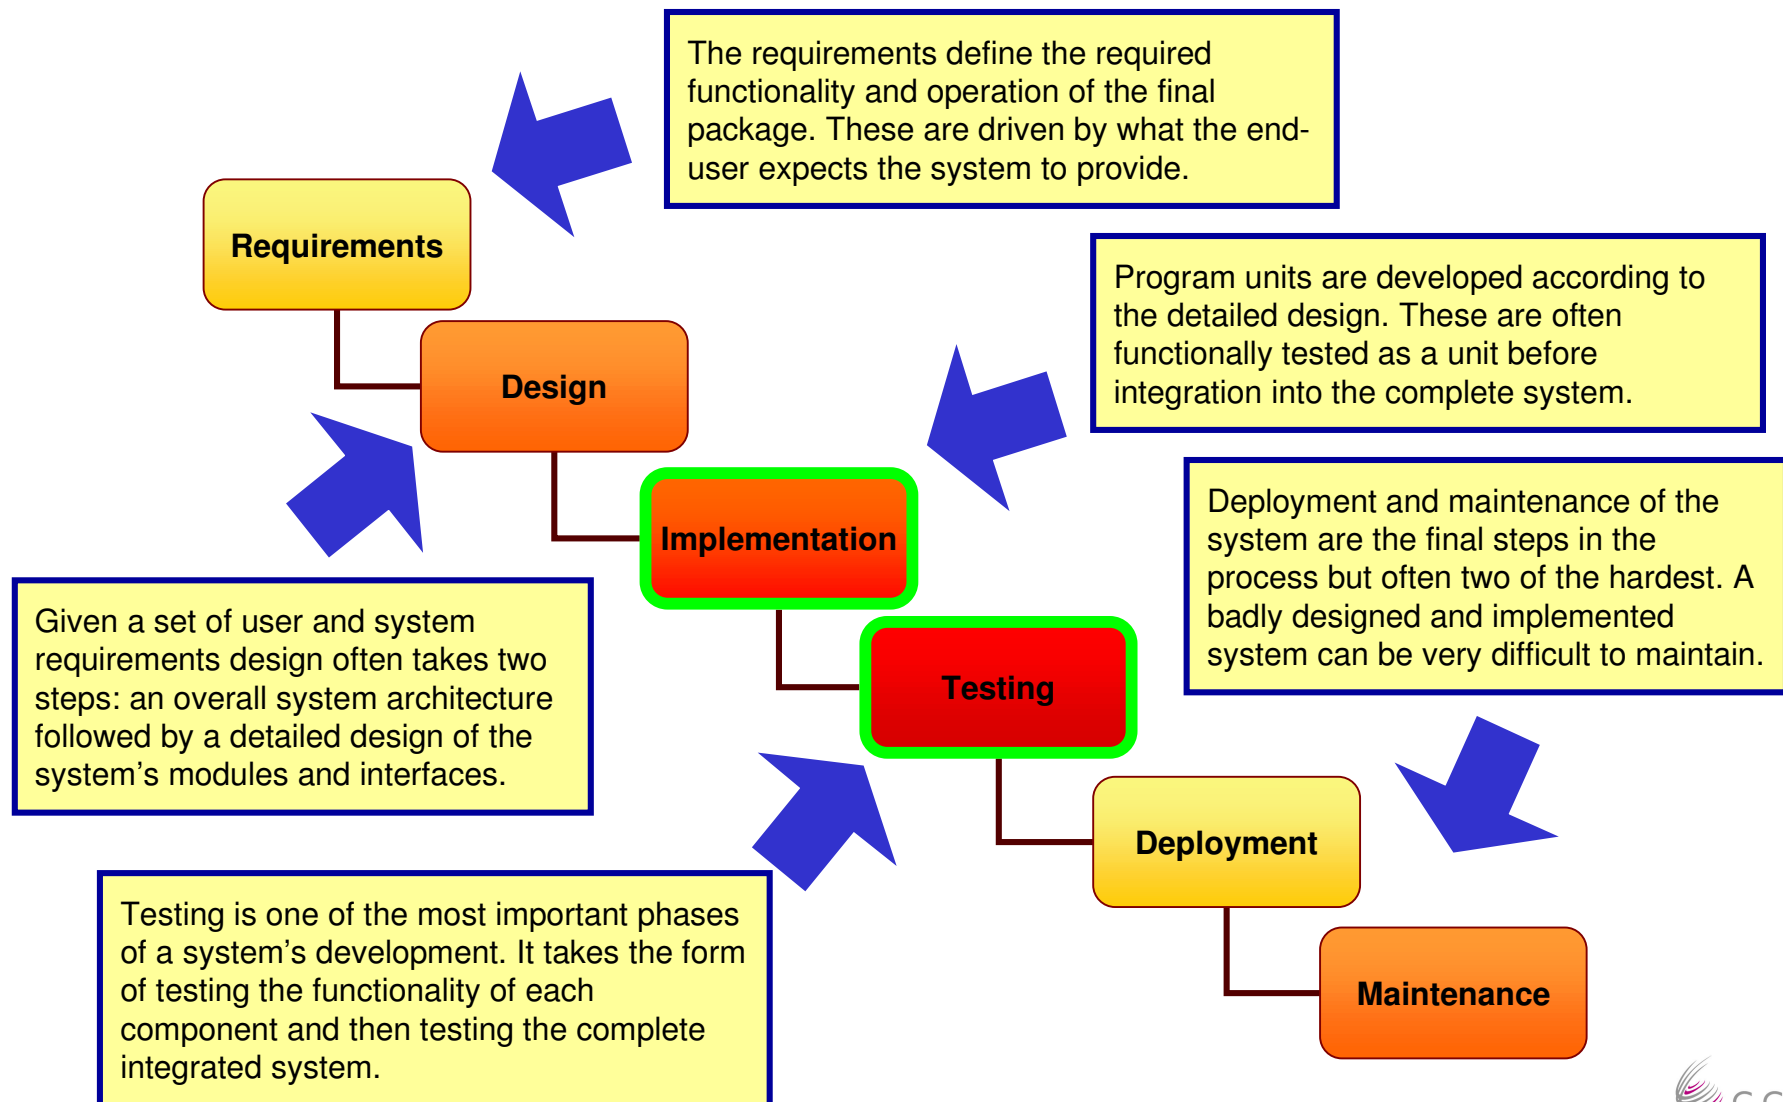 The requirements define the required
functionality and operation of the final
package. These are driven by what the end-
user expects the system to provide.
Requirements
Program units are developed according to
the detailed design. These are often
functionally tested as a unit before
integration into the complete system.
Design
Deployment and maintenance of the
system are the final steps in the
process but often two of the hardest. A
badly designed and implemented
system can be very difficult to maintain.
Implementation
Given a set of user and system
requirements design often takes two
steps: an overall system architecture
followed by a detailed design of the
system’s modules and interfaces.
Testing
Deployment
Testing is one of the most important phases
of a system’s development. It takes the form
of testing the functionality of each
component and then testing the complete
integrated system.
Maintenance